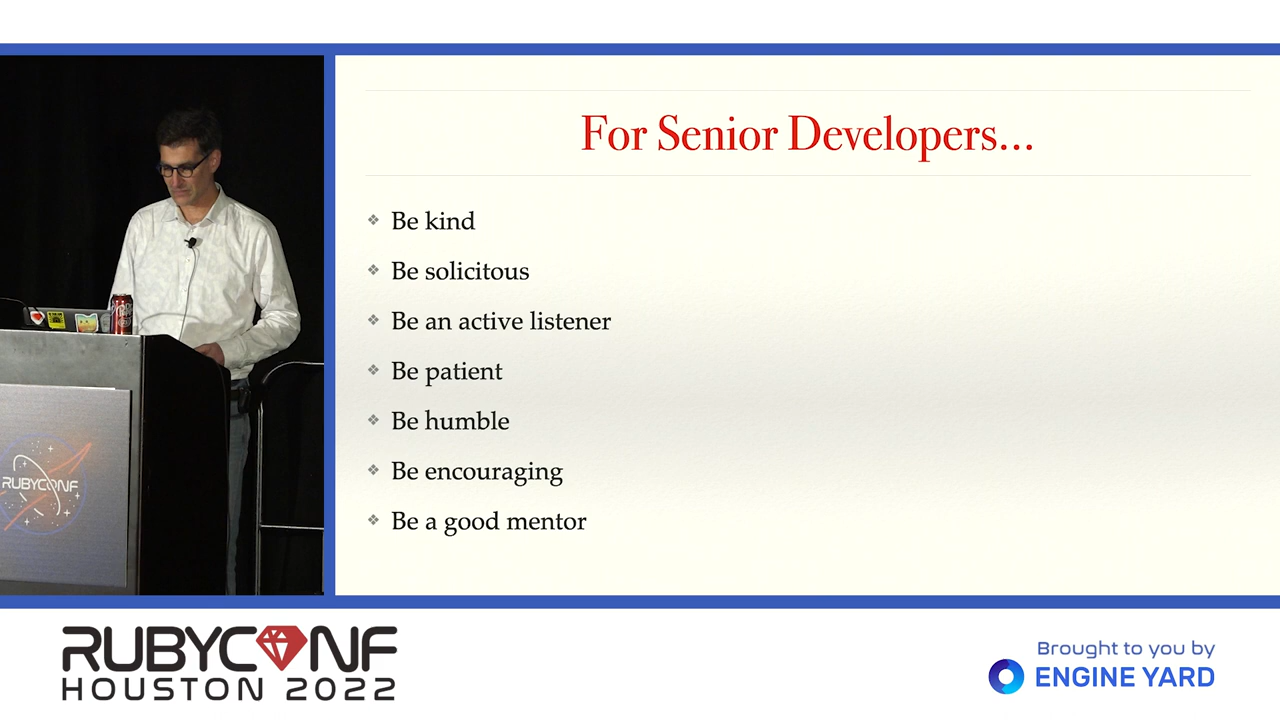 For Senior Developers...
Be kind
Be solicitous
Be an active listener
Be patient
Be humble
Be encouraging
Be a good mentor
RUBYCONF
RUBYCONF
HOUSTON 2022
Brought to you by
ENGINE YARD